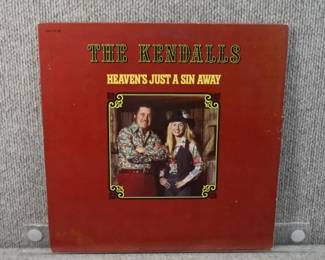 THE KENDALLS
HEAVEN'S JUST A SIN AWAY